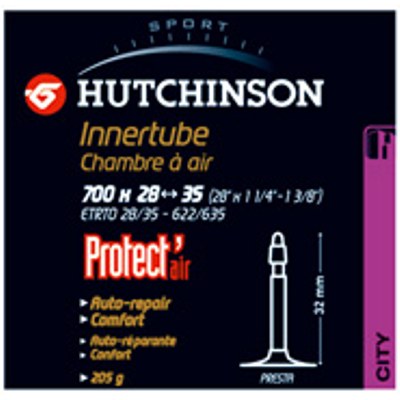 SPORT
HUTCHINSON
Innertube
Chambre à air
700 x 28↔35 (28" x 1 1/4"-1 3/8")
ETRTO 28/35 - 622/635
Protect'air
Auto-repair
Comfort
Auto-réparante
Confort
205 g
32 mm
PRESTA
CITY